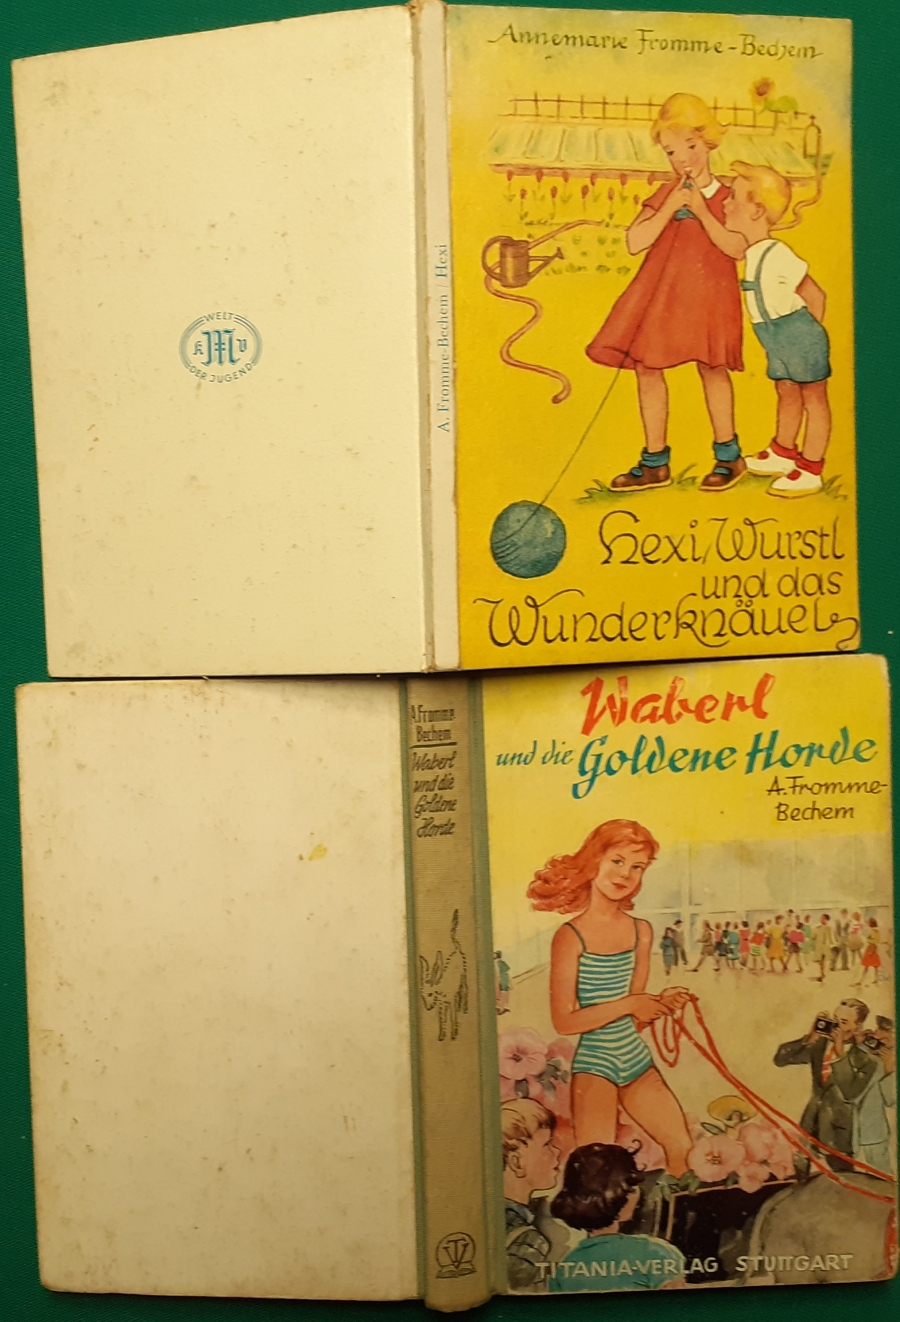 WELT
K M V
DER JUGEND
A. Fromme-Bechem / Hexi
Annemarie Fromme-Bechem
Hexi, Wurstl
und das
Wunderknäuel
A. Fromme-
Bechem
Waberl
und die
Goldene
Horde
TV
Waberl
und die Goldene Horde
A. Fromme-
Bechem
TITANIA-VERLAG STUTTGART